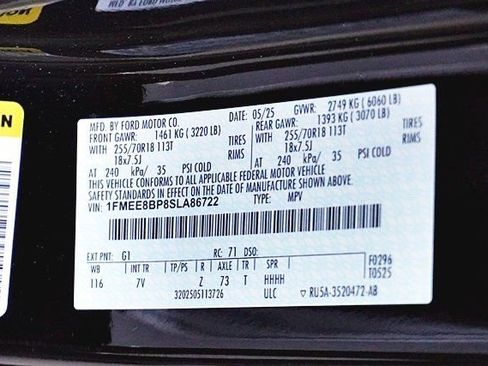 MFD. BY FORD MOTOR CO. 05/25 GVWR: 2749 KG (6060 LB)
FRONT GAWR: 1461 KG (3220 LB) REAR GAWR: 1393 KG (3070 LB)
WITH 255/70R18 113T TIRES WITH 255/70R18 113T TIRES
18x7.5J RIMS 18x7.5J RIMS
AT 240 kPa/ 35 PSI COLD AT 240 kPa/ 35 PSI COLD
THIS VEHICLE CONFORMS TO ALL APPLICABLE FEDERAL MOTOR VEHICLE
SAFETY STANDARDS IN EFFECT ON THE DATE OF MANUFACTURE SHOWN ABOVE.
VIN: 1FMEE8BP8SLA86722 TYPE: MPV
EXT PNT: G1 RC: 71 DSO: F0296
WB INT TR TP/PS R AXLE TR SPR T0525
116 7V Z 73 T HHHH
3202505113726 ULC ▽ RU5A-3520472-AB
N